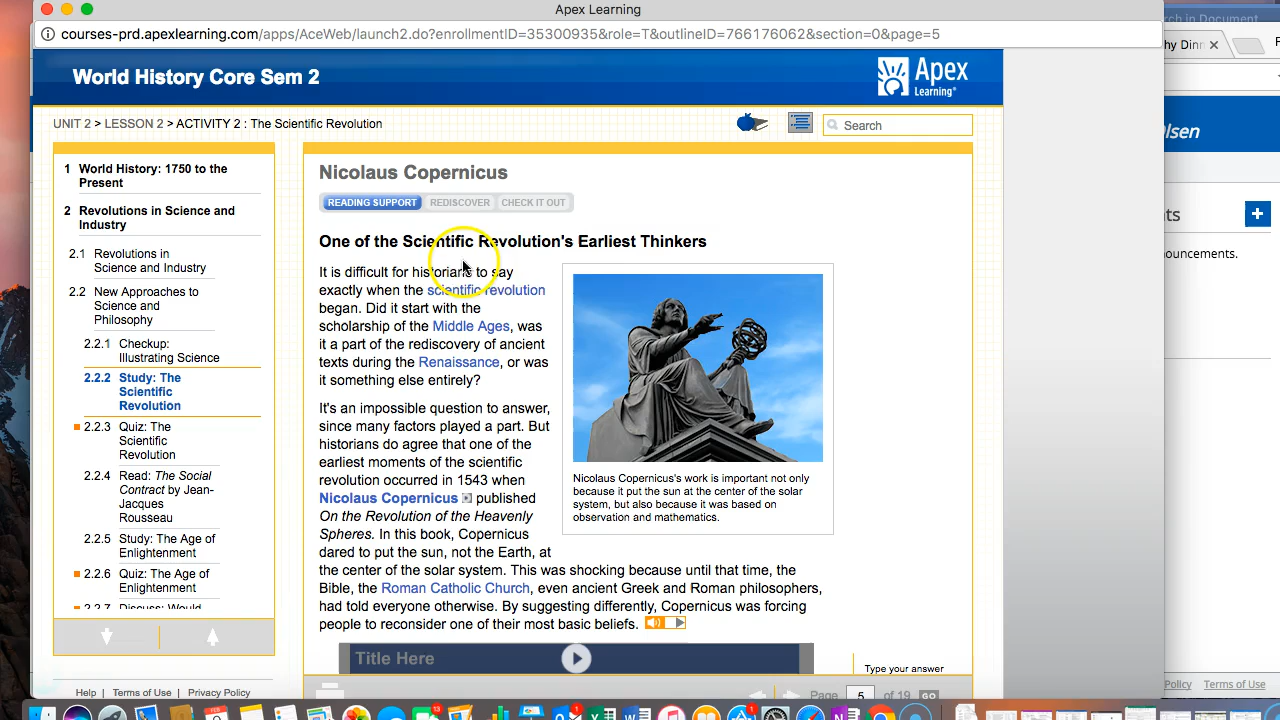 Apex Learning
courses-prd.apexlearning.com/apps/AceWeb/launch2.do?enrollmentID=35300935&role=T&outlineID=766176062&section=0&page=5
World History Core Sem 2
Apex
Learning®
UNIT 2 > LESSON 2 > ACTIVITY 2 : The Scientific Revolution
Search
1 World History: 1750 to the
Present
2 Revolutions in Science and
Industry
2.1 Revolutions in
Science and Industry
2.2 New Approaches to
Science and
Philosophy
2.2.1 Checkup:
Illustrating Science
2.2.2 Study: The
Scientific
Revolution
2.2.3 Quiz: The
Scientific
Revolution
2.2.4 Read: The Social
Contract by Jean-
Jacques
Rousseau
2.2.5 Study: The Age of
Enlightenment
2.2.6 Quiz: The Age of
Enlightenment
2.2.7 Discuss: Would
Help | Terms of Use | Privacy Policy
Nicolaus Copernicus
READING SUPPORT REDISCOVER CHECK IT OUT
One of the Scientific Revolution's Earliest Thinkers
It is difficult for historians to say
exactly when the scientific revolution
began. Did it start with the
scholarship of the Middle Ages, was
it a part of the rediscovery of ancient
texts during the Renaissance, or was
it something else entirely?
It's an impossible question to answer,
since many factors played a part. But
historians do agree that one of the
earliest moments of the scientific
revolution occurred in 1543 when
Nicolaus Copernicus published
On the Revolution of the Heavenly
Spheres. In this book, Copernicus
dared to put the sun, not the Earth, at
the center of the solar system. This was shocking because until that time, the
Bible, the Roman Catholic Church, even ancient Greek and Roman philosophers,
had told everyone otherwise. By suggesting differently, Copernicus was forcing
people to reconsider one of their most basic beliefs.
Nicolaus Copernicus's work is important not only
because it put the sun at the center of the solar
system, but also because it was based on
observation and mathematics.
Title Here
Type your answer
Page 5 of 19 GO
rch in Document
hy Dinn
lsen
ts
ouncements.
Policy Terms of Use